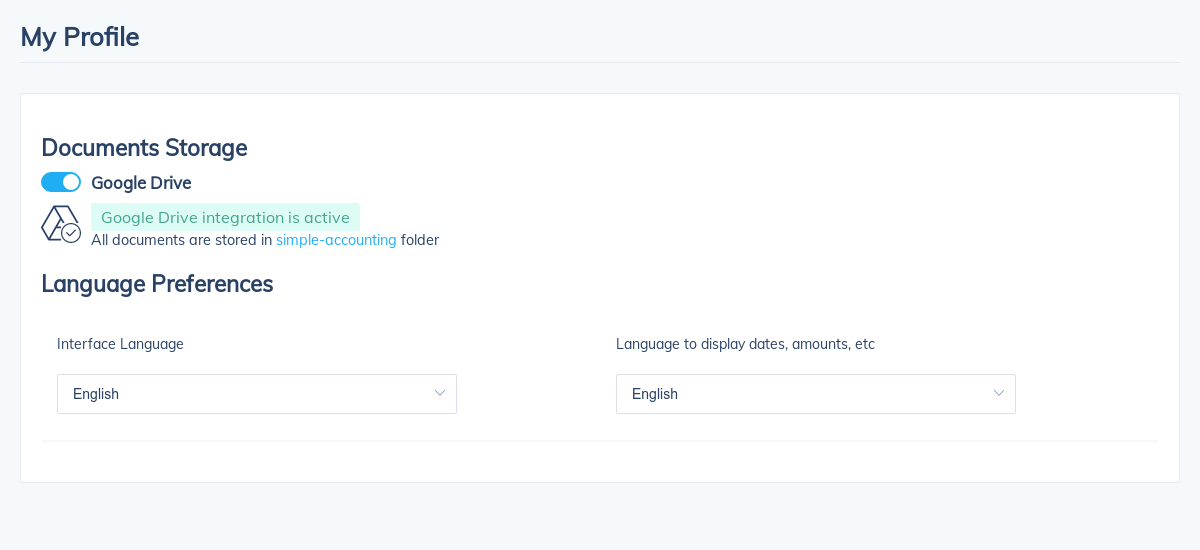 My Profile
Documents Storage
Google Drive
Google Drive integration is active
All documents are stored in simple-accounting folder
Language Preferences
Interface Language
Language to display dates, amounts, etc
English
English